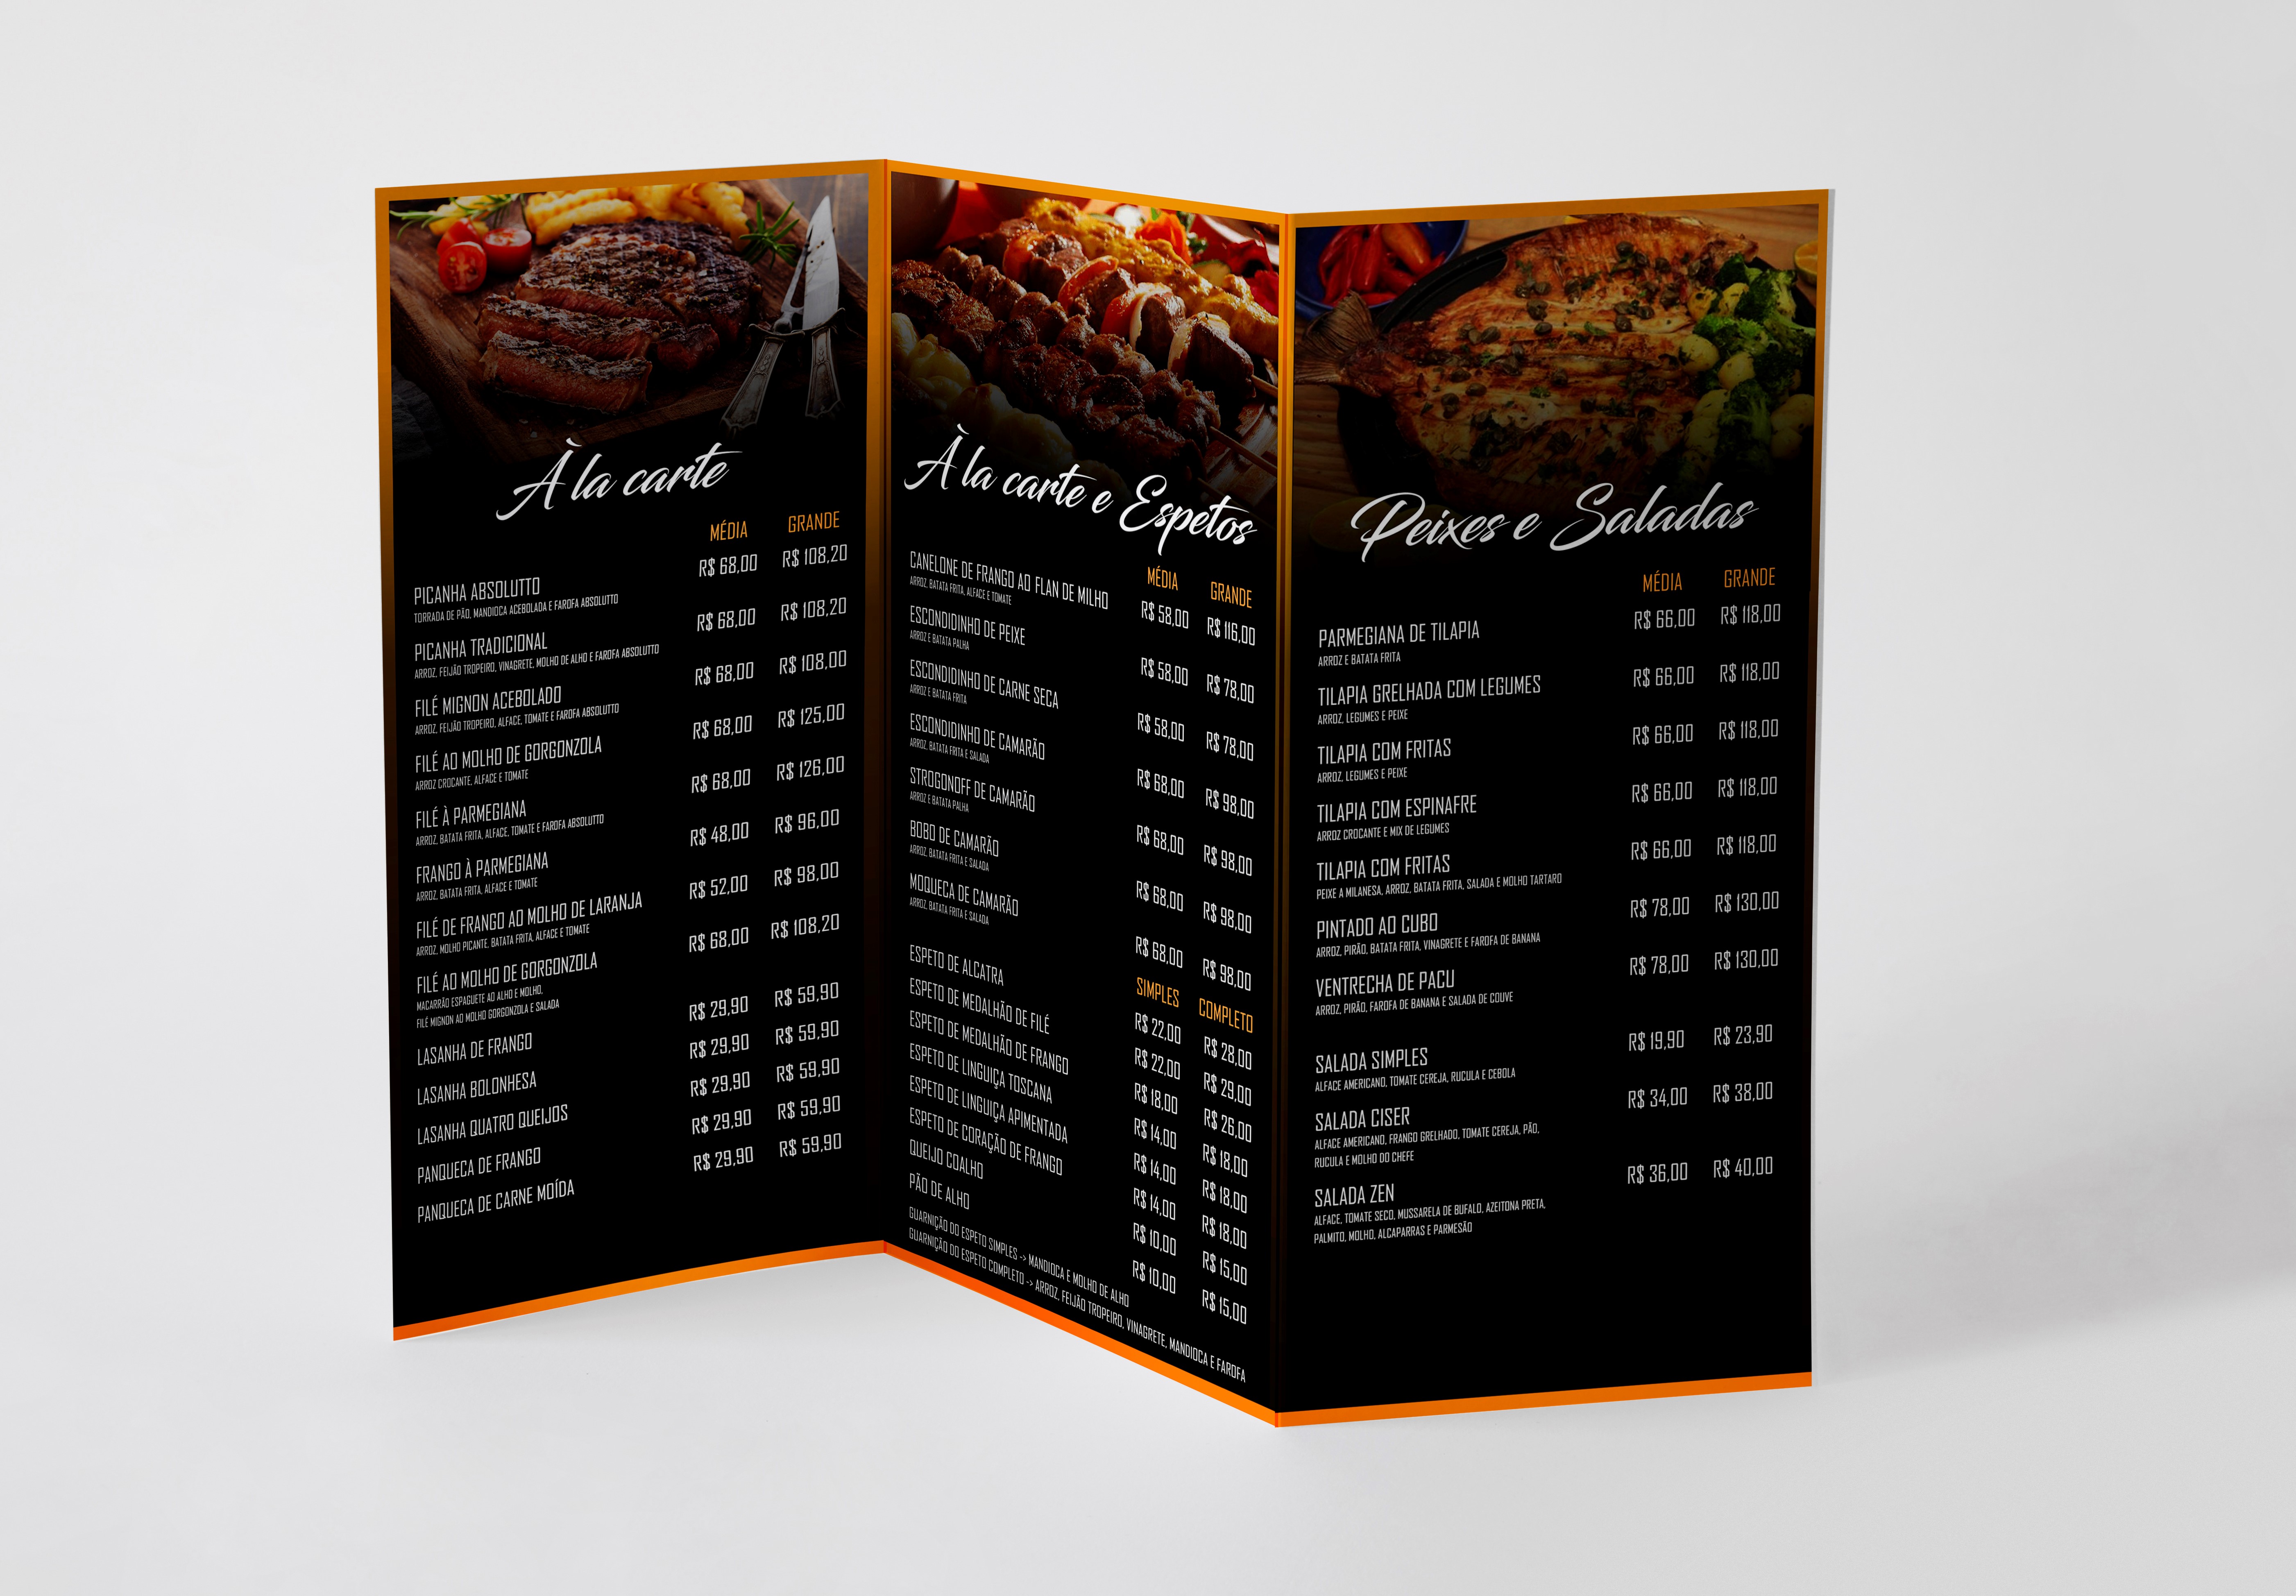 À la carte
MÉDIA GRANDE
PICANHA ABSOLUTTO R$ 68,00 R$ 108,20
TORRADA DE PÃO, MANDIOCA ACEBOLADA E FAROFA ABSOLUTTO
PICANHA TRADICIONAL R$ 68,00 R$ 108,20
ARROZ, FEIJÃO TROPEIRO, VINAGRETE, MOLHO DE ALHO E FAROFA ABSOLUTTO
FILÉ MIGNON ACEBOLADO R$ 68,00 R$ 108,00
ARROZ, FEIJÃO TROPEIRO, ALFACE, TOMATE E FAROFA ABSOLUTTO
FILÉ AO MOLHO DE GORGONZOLA R$ 68,00 R$ 125,00
ARROZ CROCANTE, ALFACE E TOMATE
FILÉ À PARMEGIANA R$ 68,00 R$ 126,00
ARROZ, BATATA FRITA, ALFACE, TOMATE E FAROFA ABSOLUTTO
FRANGO À PARMEGIANA R$ 48,00 R$ 96,00
ARROZ, BATATA FRITA, ALFACE E TOMATE
FILÉ DE FRANGO AO MOLHO DE LARANJA R$ 52,00 R$ 98,00
ARROZ, MOLHO PICANTE, BATATA FRITA, ALFACE E TOMATE
FILÉ AO MOLHO DE GORGONZOLA R$ 68,00 R$ 108,20
MACARRÃO ESPAGUETE AO ALHO E MOLHO,
FILÉ MIGNON AO MOLHO GORGONZOLA E SALADA
LASANHA DE FRANGO R$ 29,90 R$ 59,90
LASANHA BOLONHESA R$ 29,90 R$ 59,90
LASANHA QUATRO QUEIJOS R$ 29,90 R$ 59,90
PANQUECA DE FRANGO R$ 29,90 R$ 59,90
PANQUECA DE CARNE MOÍDA R$ 29,90 R$ 59,90
À la carte e Espetos
MÉDIA GRANDE
CANELONE DE FRANGO AO FLAN DE MILHO R$ 58,00 R$ 116,00
ARROZ, BATATA FRITA, ALFACE E TOMATE
ESCONDIDINHO DE PEIXE R$ 58,00 R$ 78,00
ARROZ E BATATA PALHA
ESCONDIDINHO DE CARNE SECA R$ 58,00 R$ 78,00
ARROZ E BATATA FRITA
ESCONDIDINHO DE CAMARÃO R$ 68,00 R$ 98,00
ARROZ, BATATA FRITA E SALADA
STROGONOFF DE CAMARÃO R$ 68,00 R$ 98,00
ARROZ E BATATA PALHA
BOBO DE CAMARÃO R$ 68,00 R$ 98,00
ARROZ, BATATA FRITA E SALADA
MOQUECA DE CAMARÃO R$ 68,00 R$ 98,00
ARROZ, BATATA FRITA E SALADA
SIMPLES COMPLETO
ESPETO DE ALCATRA R$ 22,00 R$ 28,00
ESPETO DE MEDALHÃO DE FILÉ R$ 22,00 R$ 29,00
ESPETO DE MEDALHÃO DE FRANGO R$ 18,00 R$ 26,00
ESPETO DE LINGUIÇA TOSCANA R$ 14,00 R$ 18,00
ESPETO DE LINGUIÇA APIMENTADA R$ 14,00 R$ 18,00
ESPETO DE CORAÇÃO DE FRANGO R$ 14,00 R$ 18,00
QUEIJO COALHO R$ 10,00 R$ 15,00
PÃO DE ALHO R$ 10,00 R$ 15,00
GUARNIÇÃO DO ESPETO SIMPLES -> MANDIOCA E MOLHO DE ALHO
GUARNIÇÃO DO ESPETO COMPLETO -> ARROZ, FEIJÃO TROPEIRO, VINAGRETE, MANDIOCA E FAROFA
Peixes e Saladas
MÉDIA GRANDE
PARMEGIANA DE TILAPIA R$ 66,00 R$ 118,00
ARROZ E BATATA FRITA
TILAPIA GRELHADA COM LEGUMES R$ 66,00 R$ 118,00
ARROZ, LEGUMES E PEIXE
TILAPIA COM FRITAS R$ 66,00 R$ 118,00
ARROZ, LEGUMES E PEIXE
TILAPIA COM ESPINAFRE R$ 66,00 R$ 118,00
ARROZ CROCANTE E MIX DE LEGUMES
TILAPIA COM FRITAS R$ 66,00 R$ 118,00
PEIXE A MILANESA, ARROZ, BATATA FRITA, SALADA E MOLHO TARTARO
PINTADO AO CUBO R$ 78,00 R$ 130,00
ARROZ, PIRÃO, BATATA FRITA, VINAGRETE E FAROFA DE BANANA
VENTRECHA DE PACU R$ 78,00 R$ 130,00
ARROZ, PIRÃO, FAROFA DE BANANA E SALADA DE COUVE
SALADA SIMPLES R$ 19,90 R$ 23,90
ALFACE AMERICANO, TOMATE CEREJA, RUCULA E CEBOLA
SALADA CISER R$ 34,00 R$ 38,00
ALFACE AMERICANO, FRANGO GRELHADO, TOMATE CEREJA, PÃO,
RUCULA E MOLHO DO CHEFE
SALADA ZEN R$ 36,00 R$ 40,00
ALFACE, TOMATE SECO, MUSSARELA DE BUFALO, AZEITONA PRETA,
PALMITO, MOLHO, ALCAPARRAS E PARMESÃO